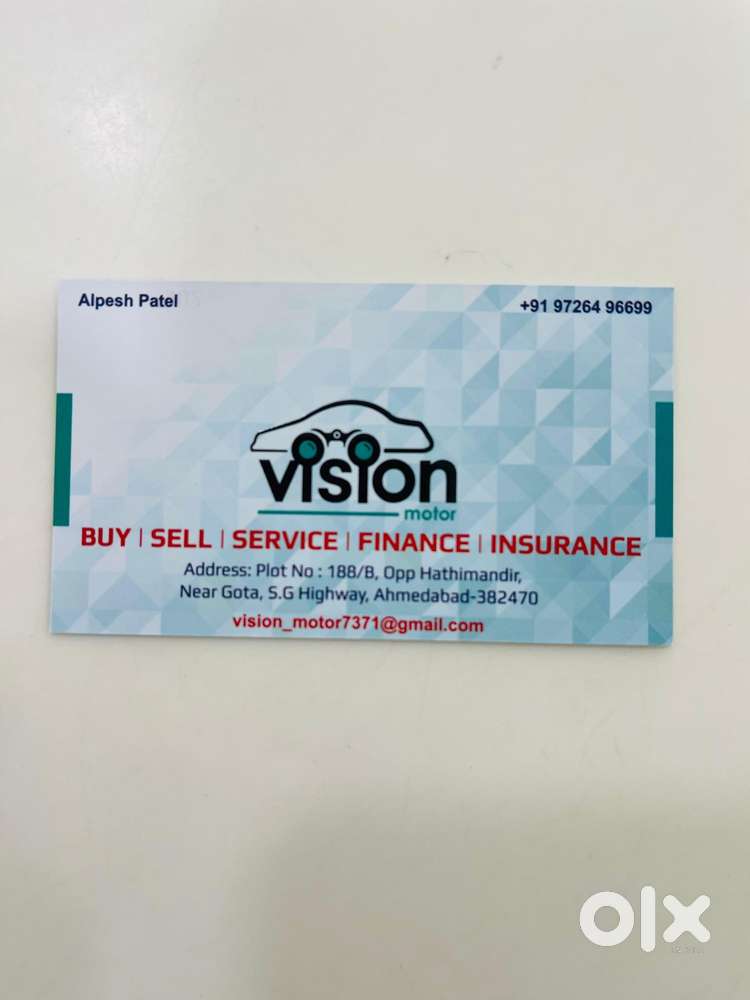 Alpesh Patel
+91 97264 96699
vision
motor
BUY | SELL | SERVICE | FINANCE | INSURANCE
Address: Plot No : 188/B, Opp Hathimandir,
Near Gota, S.G Highway, Ahmedabad-382470
vision_motor7371@gmail.com
olx